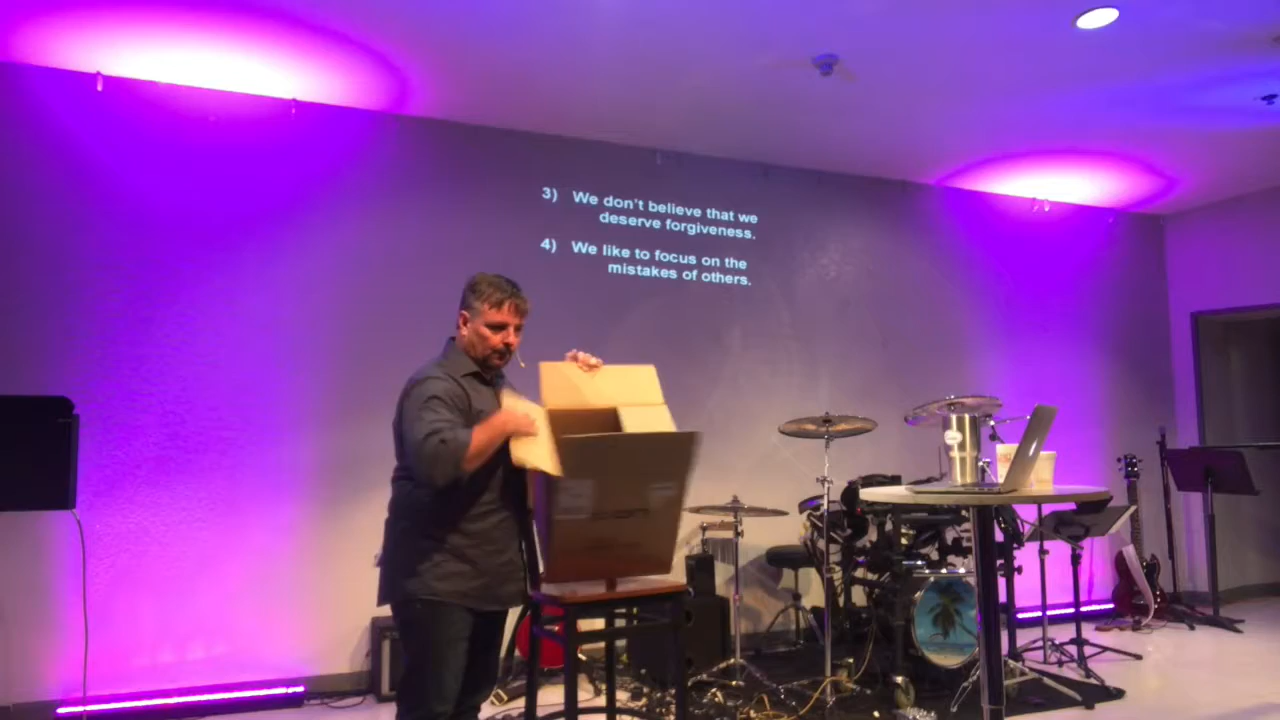 3) We don't believe that we
deserve forgiveness.
4) We like to focus on the
mistakes of others.